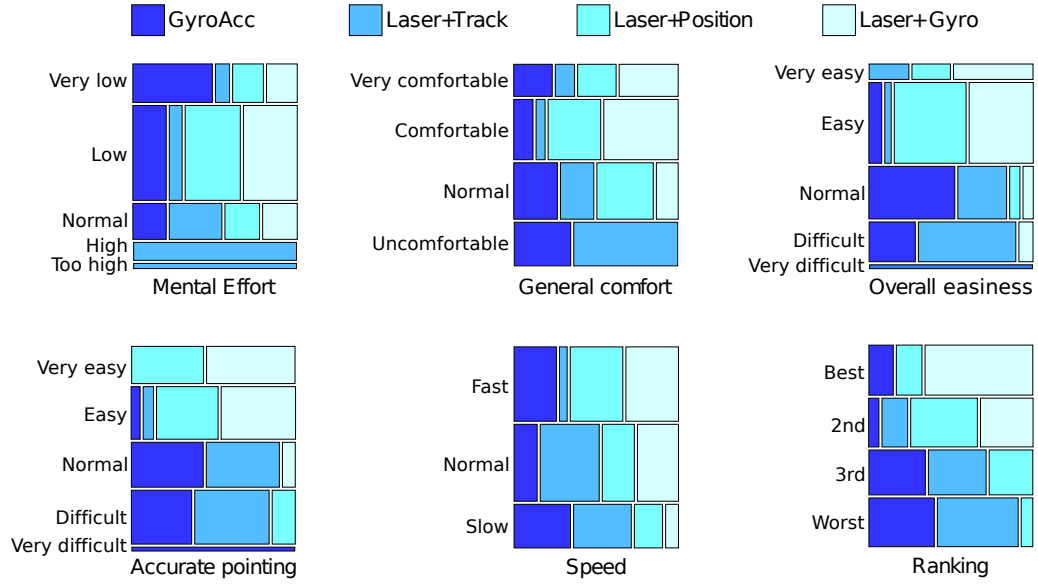 GyroAcc Laser+Track Laser+Position Laser+Gyro
Very low
Low
Normal
High
Too high
Mental Effort
Very comfortable
Comfortable
Normal
Uncomfortable
General comfort
Very easy
Easy
Normal
Difficult
Very difficult
Overall easiness
Very easy
Easy
Normal
Difficult
Very difficult
Accurate pointing
Fast
Normal
Slow
Speed
Best
2nd
3rd
Worst
Ranking